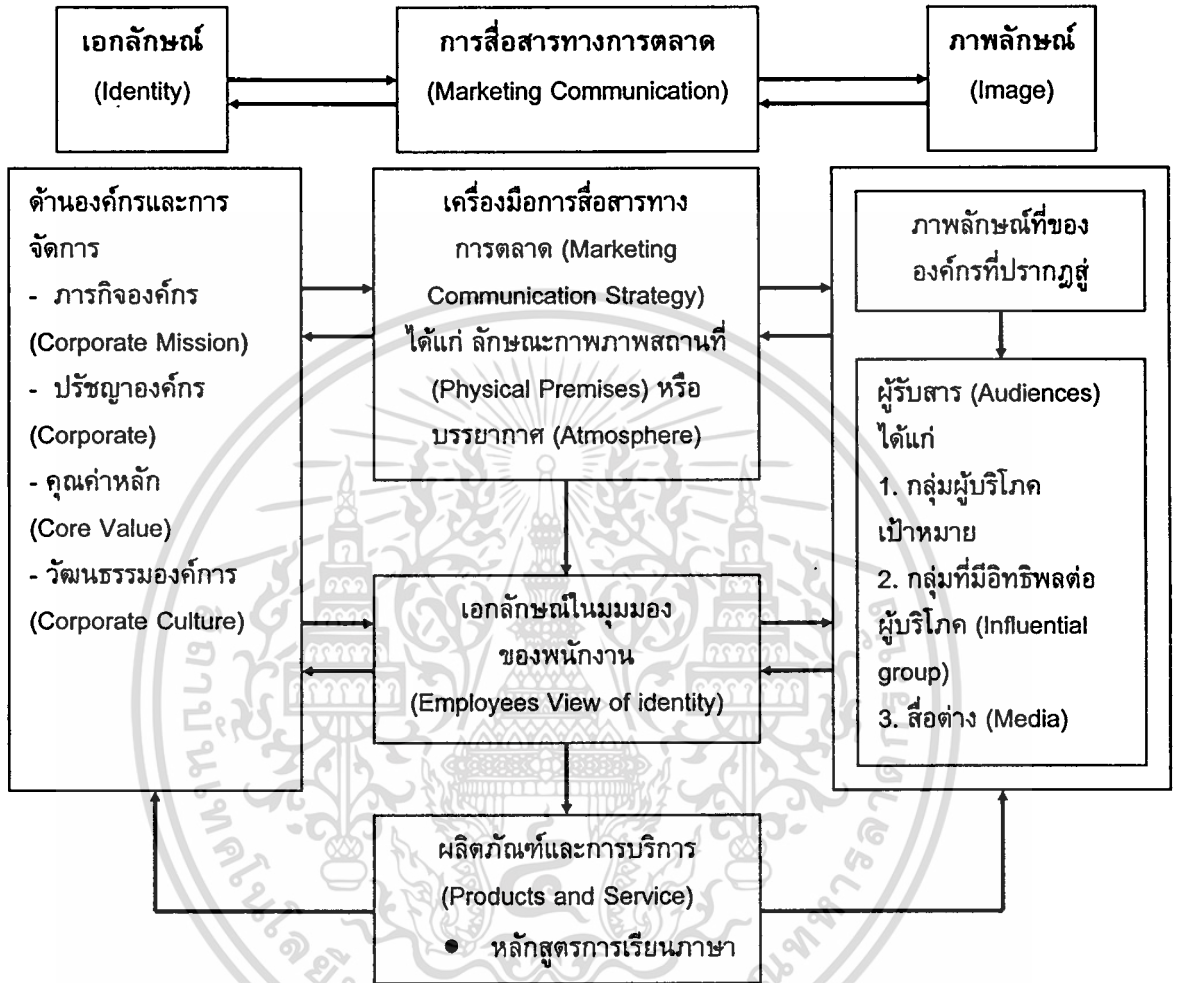 เอกลักษณ์
(Identity)
การสื่อสารทางการตลาด
(Marketing Communication)
ภาพลักษณ์
(Image)
ด้านองค์กรและการ
จัดการ
- ภารกิจองค์กร
(Corporate Mission)
- ปรัชญาองค์กร
(Corporate)
- คุณค่าหลัก
(Core Value)
- วัฒนธรรมองค์การ
(Corporate Culture)
เครื่องมือการสื่อสารทาง
การตลาด (Marketing
Communication Strategy)
ได้แก่ ลักษณะกาพภาพสถานที่
(Physical Premises) หรือ
บรรยากาศ (Atmosphere)
เอกลักษณ์ในมุมมอง
ของพนักงาน
(Employees View of identity)
ผลิตภัณฑ์และการบริการ
(Products and Service)
● หลักสูตรการเรียนภาษา
ภาพลักษณ์ที่ของ
องค์กรที่ปรากฏสู่
ผู้รับสาร (Audiences)
ได้แก่
1. กลุ่มผู้บริโภค
เป้าหมาย
2. กลุ่มที่มีอิทธิพลต่อ
ผู้บริโภค (Influential
group)
3. สื่อต่าง (Media)